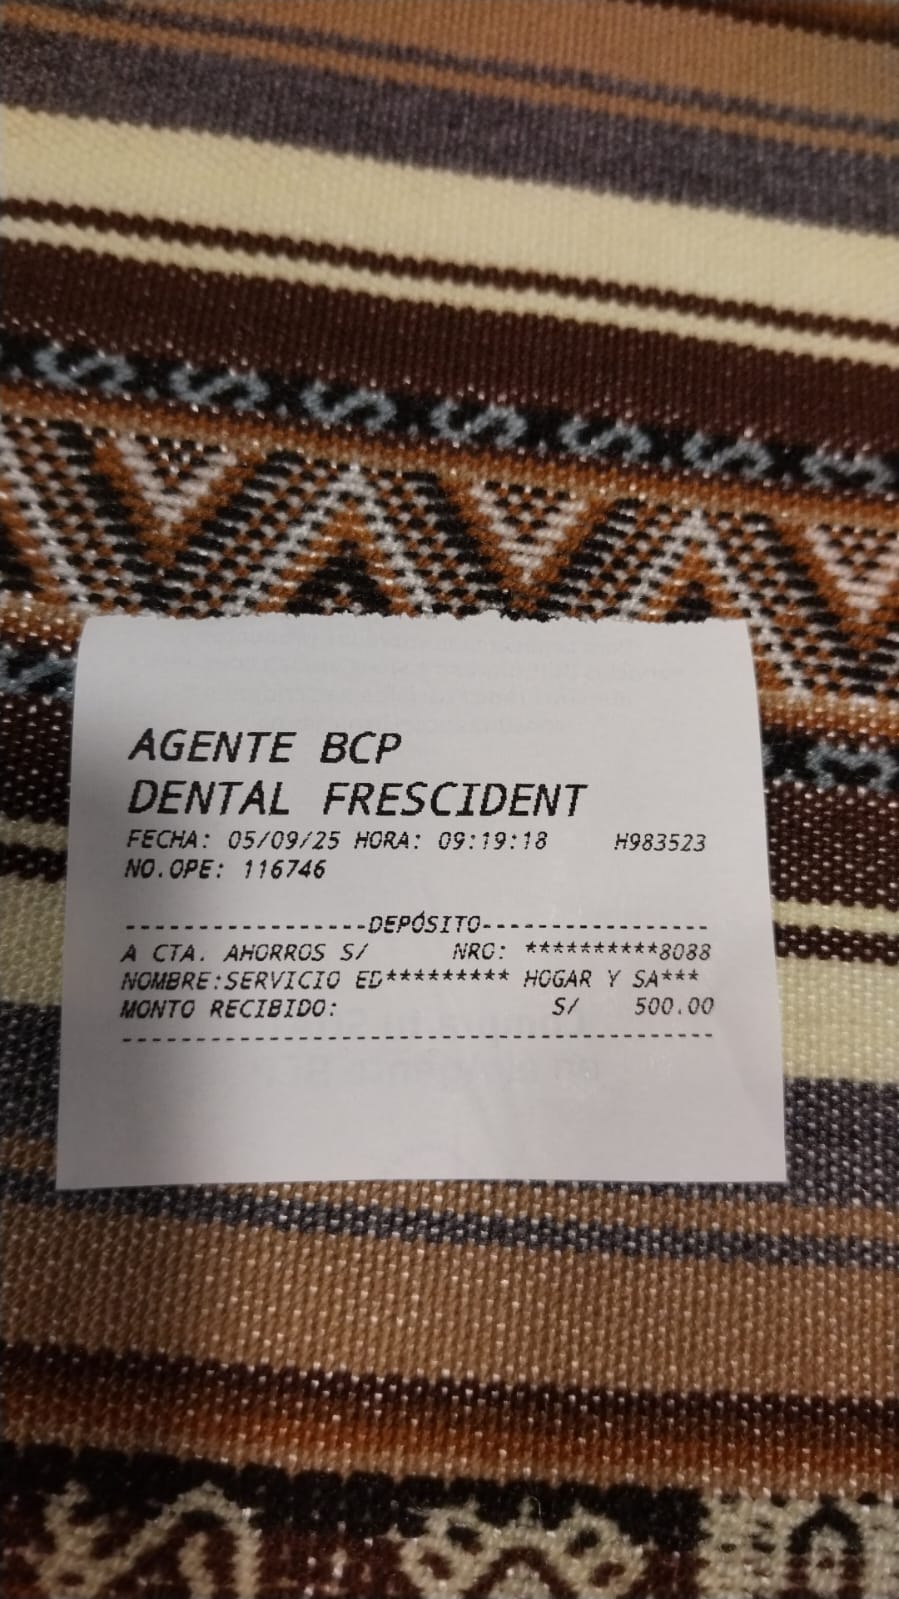 AGENTE BCP
DENTAL FRESCIDENT
FECHA: 05/09/25 HORA: 09:19:18 H983523
NO.OPE: 116746
-----------------DEPÓSITO-----------------
A CTA. AHORROS S/ NRO: **********8088
NOMBRE:SERVICIO ED********* HOGAR Y SA***
MONTO RECIBIDO: S/ 500.00
------------------------------------------